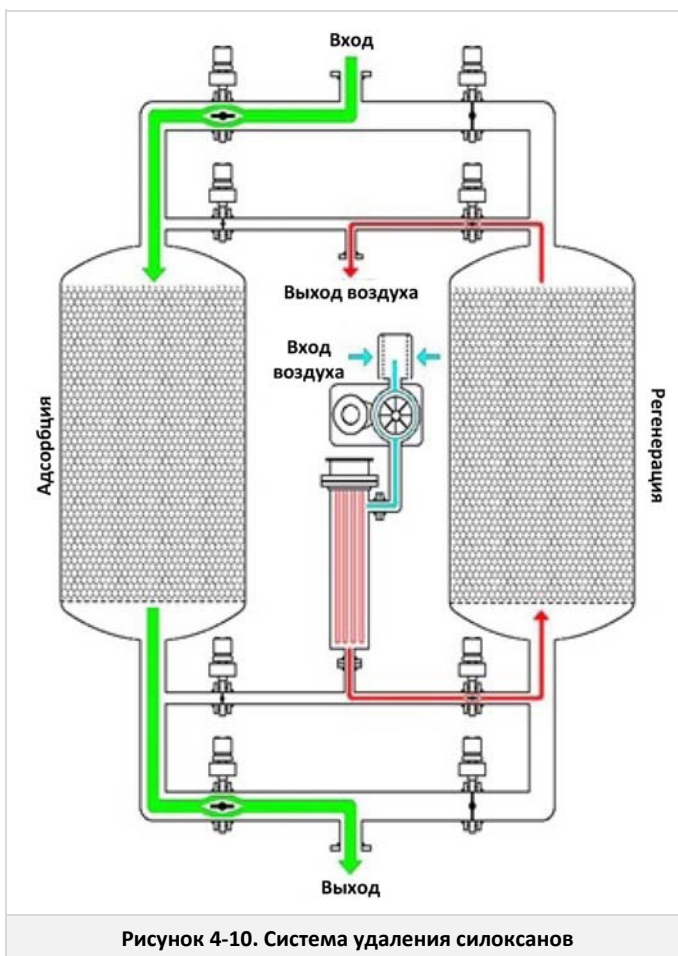 Вход
Выход воздуха
Вход
воздуха
Адсорбция
Регенерация
Выход
Рисунок 4-10. Система удаления силоксанов